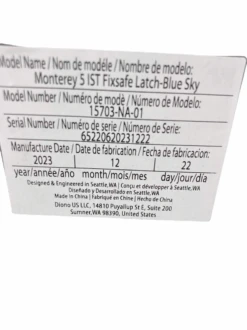 Model Name / Nom de modèle / Nombre de modelo:
Monterey 5 IST Fixsafe Latch-Blue Sky
Model Number / Numéro de mode / Número de Modelo:
15703-NA-01
Serial Number / Numéro de série / Número de Serie:
65220620231222
Manufacture Date / Date de fabrication / Fecha de fabricacion:
2023 12 22
year/année/año month/mois/mes day/jour/día
Designed & Engineered in Seattle,WA | Conçu et développer à Seattle,WA
Diseñado y Desarrollado en Seattle,WA
Made in China | Fabriqué en Chine | Hecho de China
Diono US LLC, 14810 Puyallup St E, Suite 200
Sumner,WA 98390, United States